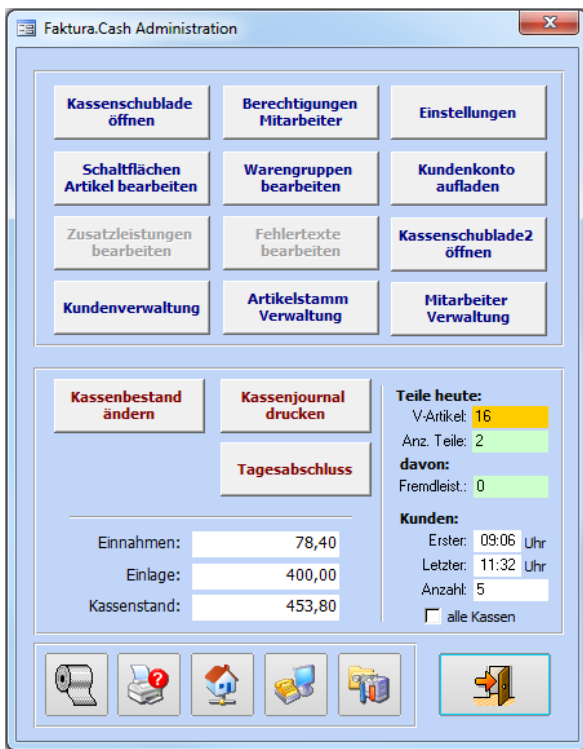 Faktura.Cash Administration
Kassenschublade
öffnen
Berechtigungen
Mitarbeiter
Einstellungen
Schaltflächen
Artikel bearbeiten
Warengruppen
bearbeiten
Kundenkonto
aufladen
Zusatzleistungen
bearbeiten
Fehlertexte
bearbeiten
Kassenschublade2
öffnen
Kundenverwaltung
Artikelstamm
Verwaltung
Mitarbeiter
Verwaltung
Kassenbestand
ändern
Kassenjournal
drucken
Tagesabschluss
Einnahmen: 78,40
Einlage: 400,00
Kassenstand: 453,80
Teile heute:
V-Artikel: 16
Anz. Teile: 2
davon:
Fremdleist.: 0
Kunden:
Erster: 09:06 Uhr
Letzter: 11:32 Uhr
Anzahl: 5
alle Kassen